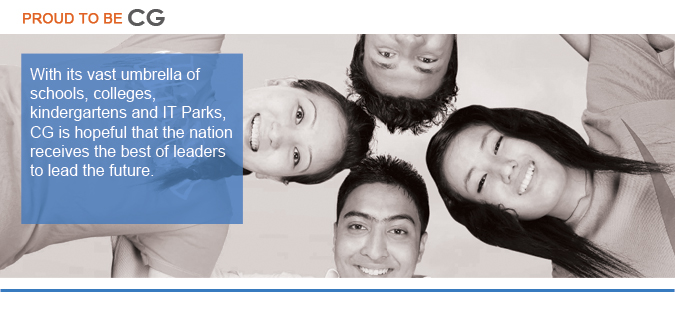 PROUD TO BE CG
With its vast umbrella of
schools, colleges,
kindergartens and IT Parks,
CG is hopeful that the nation
receives the best of leaders
to lead the future.